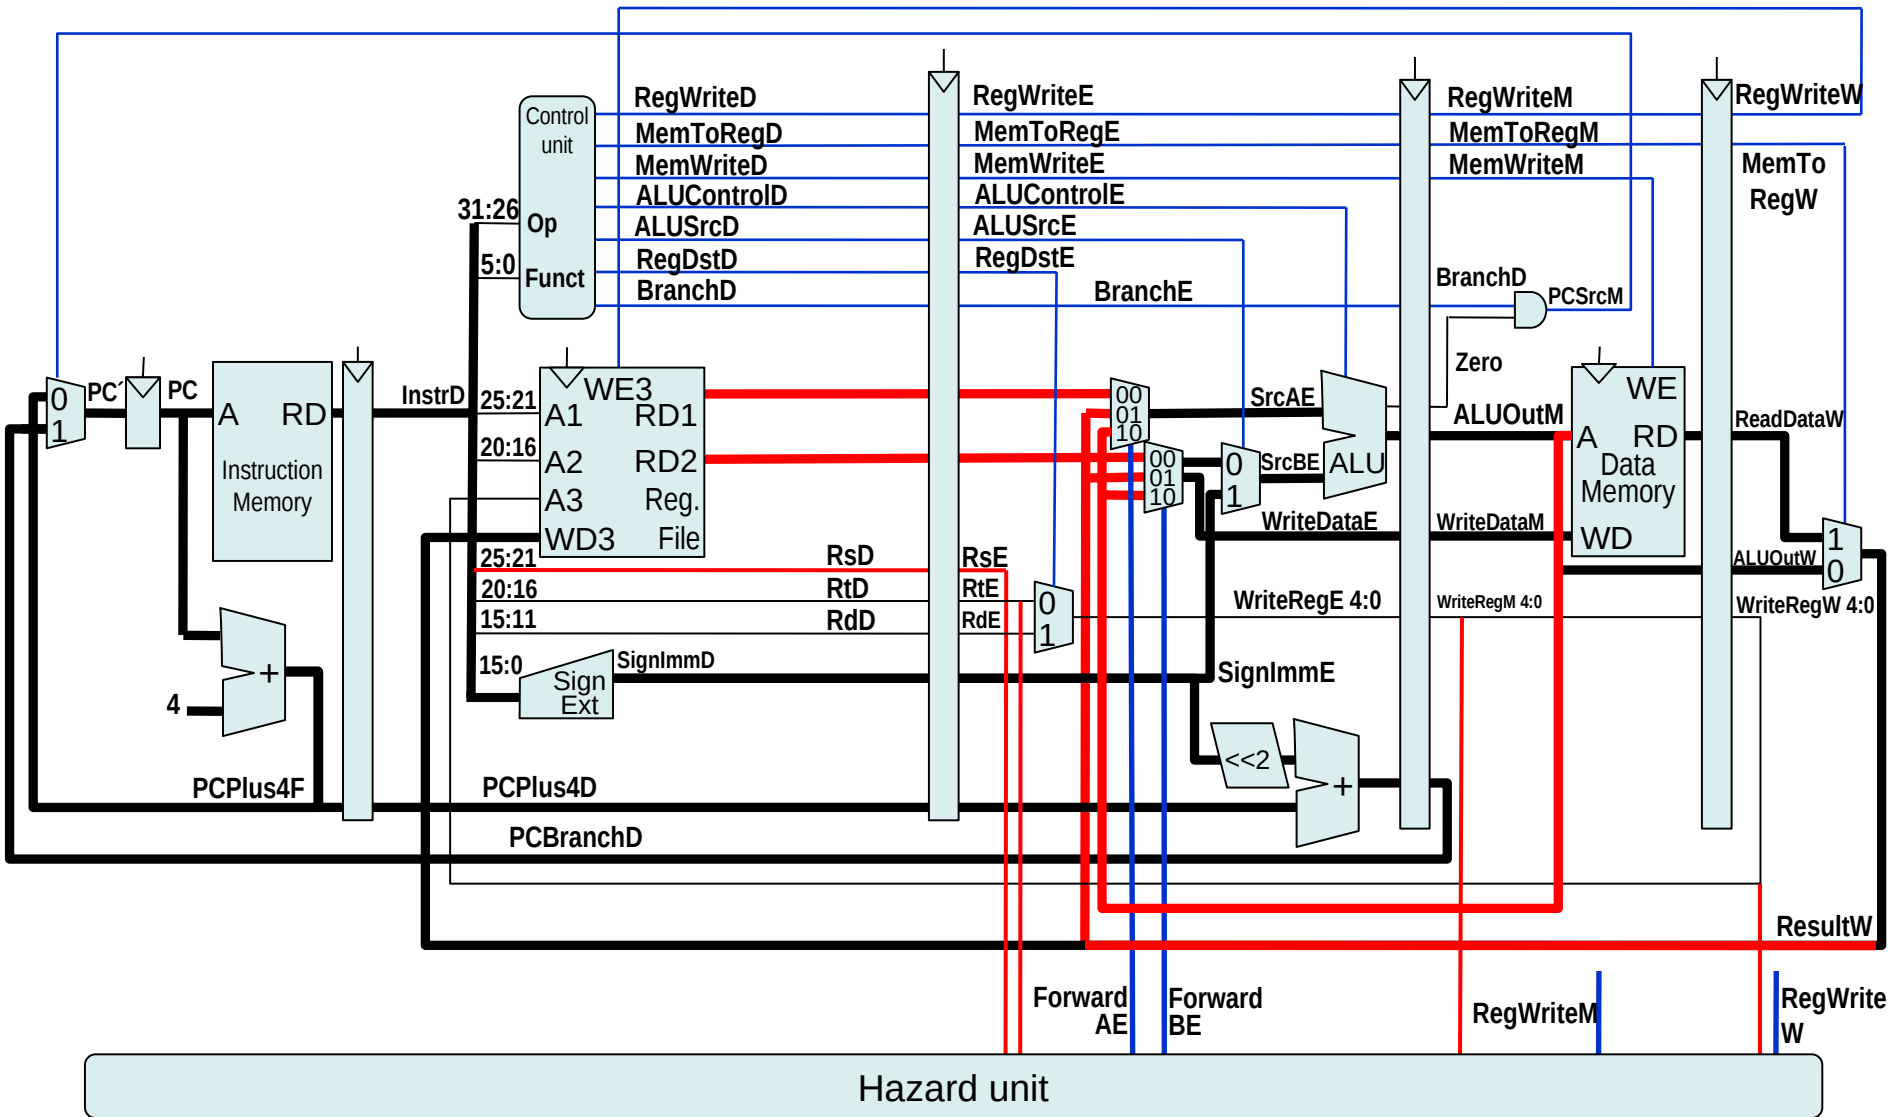 RegWriteD RegWriteE RegWriteM RegWriteW
Control
unit
MemToRegD MemToRegE MemToRegM
MemWriteD MemWriteE MemWriteM
MemTo
RegW
ALUControlD ALUControlE
31:26 Op
ALUSrcD ALUSrcE
5:0 Funct
RegDstD RegDstE
BranchD BranchE BranchD
PCSrcM
Zero
0
1
PC´
PC
A RD
Instruction
Memory
InstrD
25:21
20:16
WE3
A1 RD1
A2 RD2
A3 Reg.
WD3 File
00
01
10
00
01
10
SrcAE
0
1
SrcBE
ALU
ALUOutM
WE
A RD
Data
Memory
WD
ReadDataW
WriteDataE WriteDataM
1
0
ALUOutW
25:21 RsD RsE
20:16 RtD RtE
15:11 RdD RdE
0
1
WriteRegE 4:0 WriteRegM 4:0 WriteRegW 4:0
15:0
Sign
Ext
SignImmD
SignImmE
+
4
<<2
+
PCPlus4F PCPlus4D
PCBranchD
ResultW
Forward
AE
Forward
BE
RegWriteM
RegWrite
W
Hazard unit